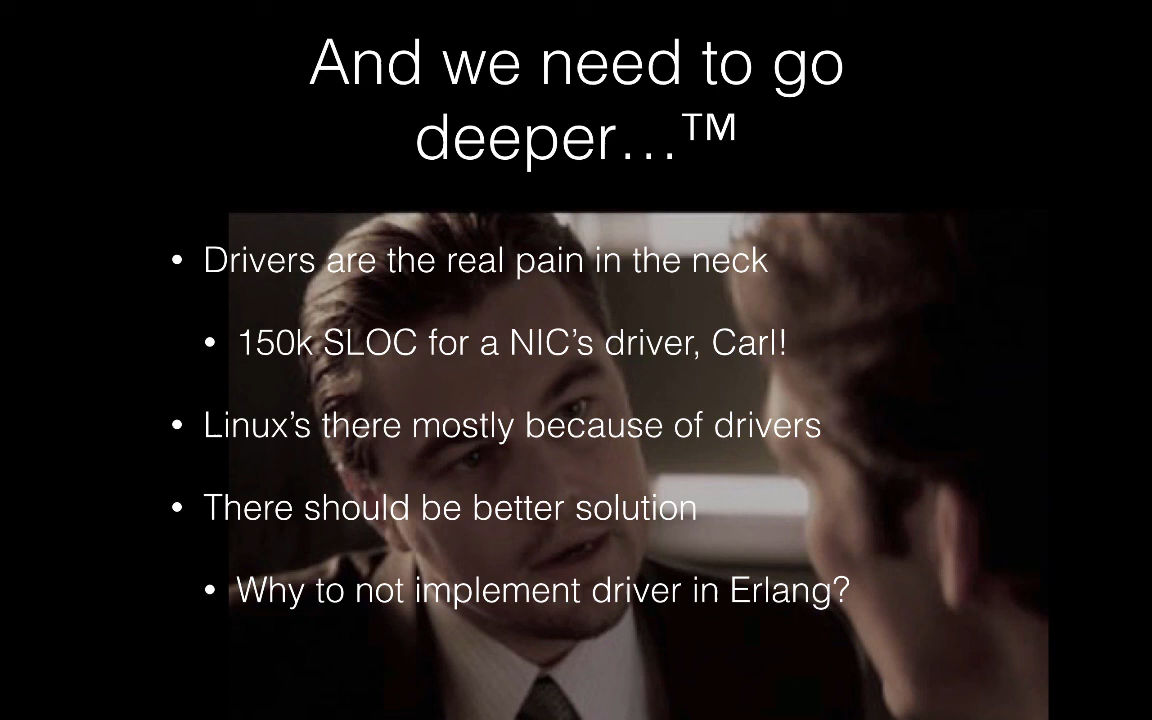 And we need to go
deeper…™
• Drivers are the real pain in the neck
• 150k SLOC for a NIC’s driver, Carl!
• Linux’s there mostly because of drivers
• There should be better solution
• Why to not implement driver in Erlang?